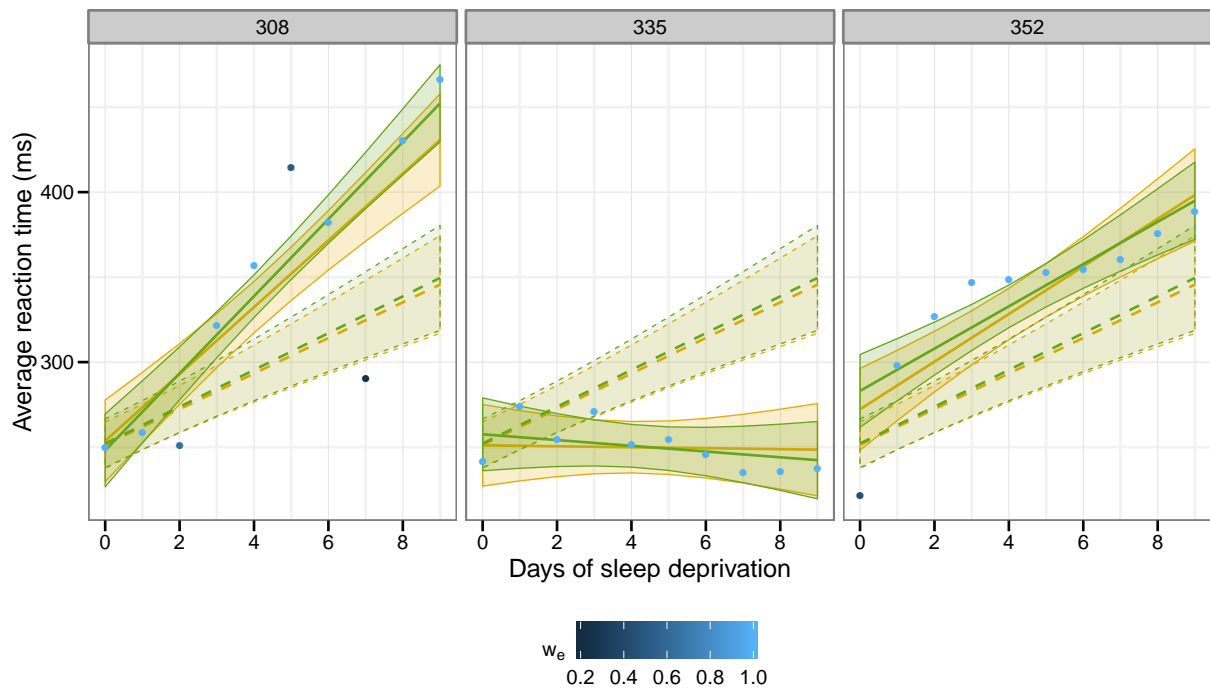 308 335 352
Average reaction time (ms)
400
300
0 2 4 6 8 0 2 4 6 8 0 2 4 6 8
Days of sleep deprivation
w_e
0.2 0.4 0.6 0.8 1.0